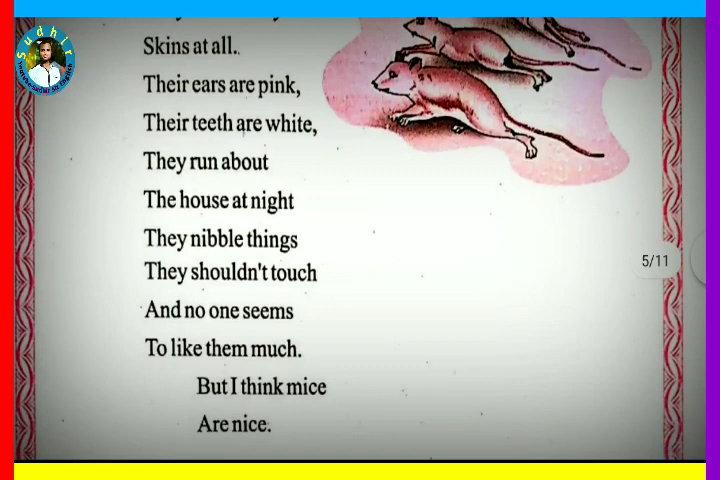 Sudhir
Skins at all.
Their ears are pink,
Their teeth are white,
They run about
The house at night
They nibble things
They shouldn't touch
And no one seems
To like them much.
But I think mice
Are nice.
5/11